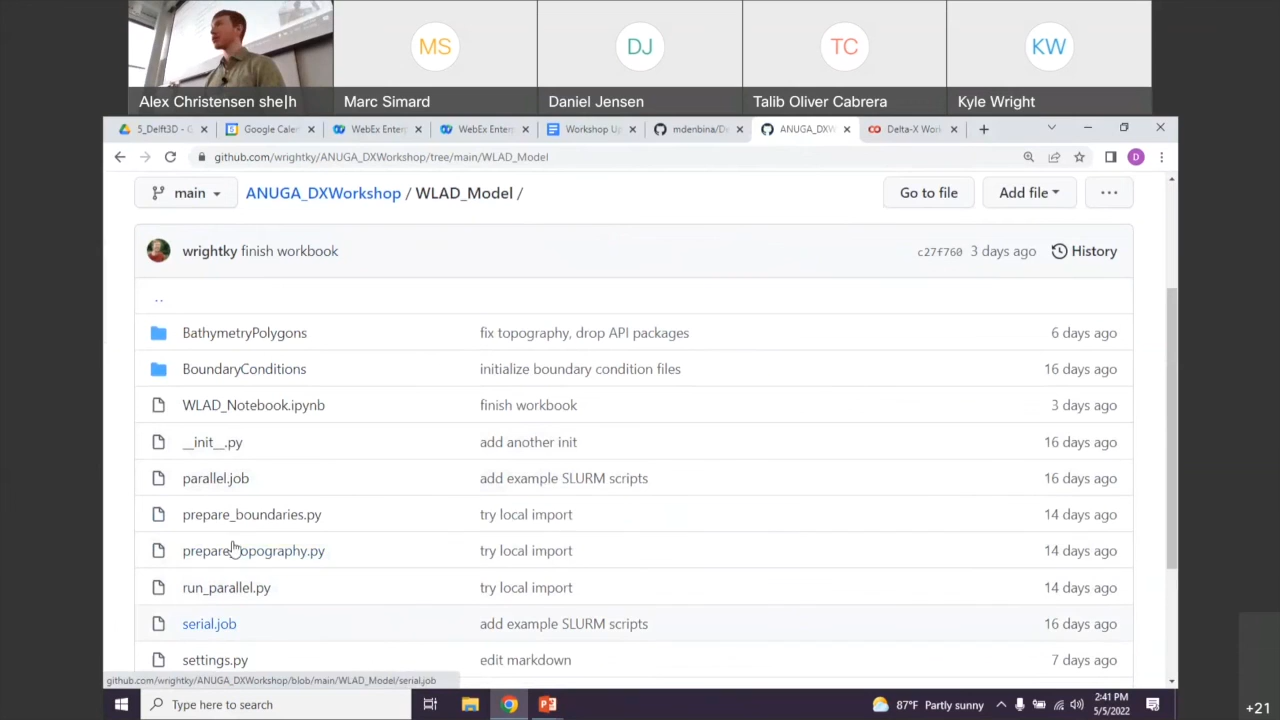 MS
DJ
TC
KW
Alex Christensen she|h
Marc Simard
Daniel Jensen
Talib Oliver Cabrera
Kyle Wright
5_Delft3D - G
Google Caler
WebEx Enter
WebEx Enter
Workshop U
mdenbina/De
ANUGA_DXW
Delta-X Work
github.com/wrightky/ANUGA_DXWorkshop/tree/main/WLAD_Model
D
main
ANUGA_DXWorkshop / WLAD_Model /
Go to file
Add file
...
wrightky finish workbook
c27f760 3 days ago
History
..
BathymetryPolygons fix topography, drop API packages 6 days ago
BoundaryConditions initialize boundary condition files 16 days ago
WLAD_Notebook.ipynb finish workbook 3 days ago
__init__.py add another init 16 days ago
parallel.job add example SLURM scripts 16 days ago
prepare_boundaries.py try local import 14 days ago
prepare_topography.py try local import 14 days ago
run_parallel.py try local import 14 days ago
serial.job add example SLURM scripts 16 days ago
settings.py edit markdown 7 days ago
github.com/wrightky/ANUGA_DXWorkshop/blob/main/WLAD_Model/serial.job
Type here to search
87°F Partly sunny
2:41 PM
5/5/2022
+21